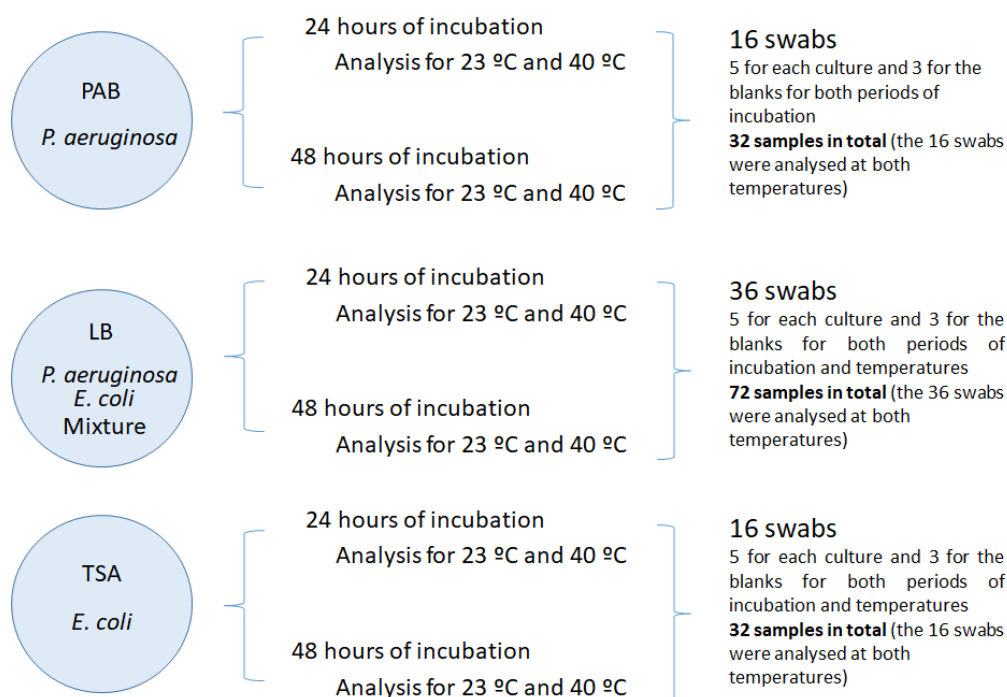 PAB
P. aeruginosa
24 hours of incubation
Analysis for 23 ºC and 40 ºC
48 hours of incubation
Analysis for 23 ºC and 40 ºC
16 swabs
5 for each culture and 3 for the
blanks for both periods of
incubation
32 samples in total (the 16 swabs
were analysed at both
temperatures)
LB
P. aeruginosa
E. coli
Mixture
24 hours of incubation
Analysis for 23 ºC and 40 ºC
48 hours of incubation
Analysis for 23 ºC and 40 ºC
36 swabs
5 for each culture and 3 for the
blanks for both periods of
incubation and temperatures
72 samples in total (the 36 swabs
were analysed at both
temperatures)
TSA
E. coli
24 hours of incubation
Analysis for 23 ºC and 40 ºC
48 hours of incubation
Analysis for 23 ºC and 40 ºC
16 swabs
5 for each culture and 3 for the
blanks for both periods of
incubation and temperatures
32 samples in total (the 16 swabs
were analysed at both
temperatures)